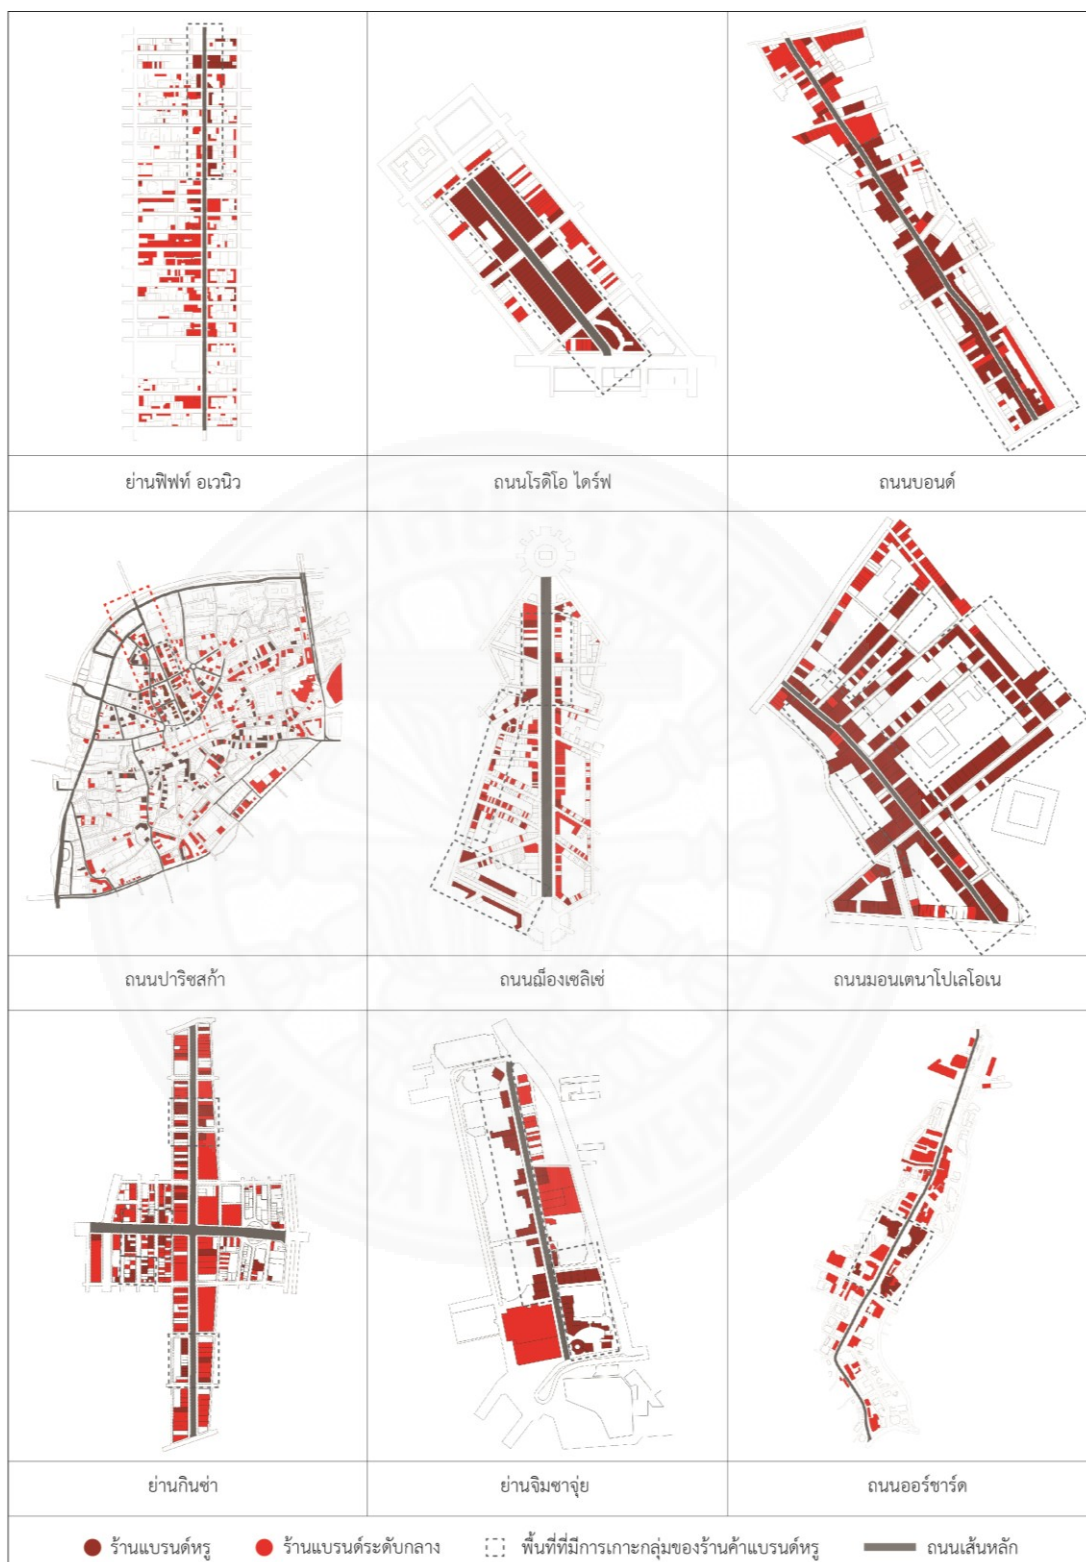 ย่านฟิฟท์ อเวนิว
ถนนโรดิโอ ไดร์ฟ
ถนนบอนด์
ถนนปาริซสก้า
ถนนฌ็องเซลิเซ่
ถนนมอนเตนาโปเลโอเน
ย่านกินซ่า
ย่านจิมซาจุ่ย
ถนนออร์ชาร์ด
ร้านแบรนด์หรู ร้านแบรนด์ระดับกลาง พื้นที่ที่มีการเกาะกลุ่มของร้านค้าแบรนด์หรู ถนนเส้นหลัก